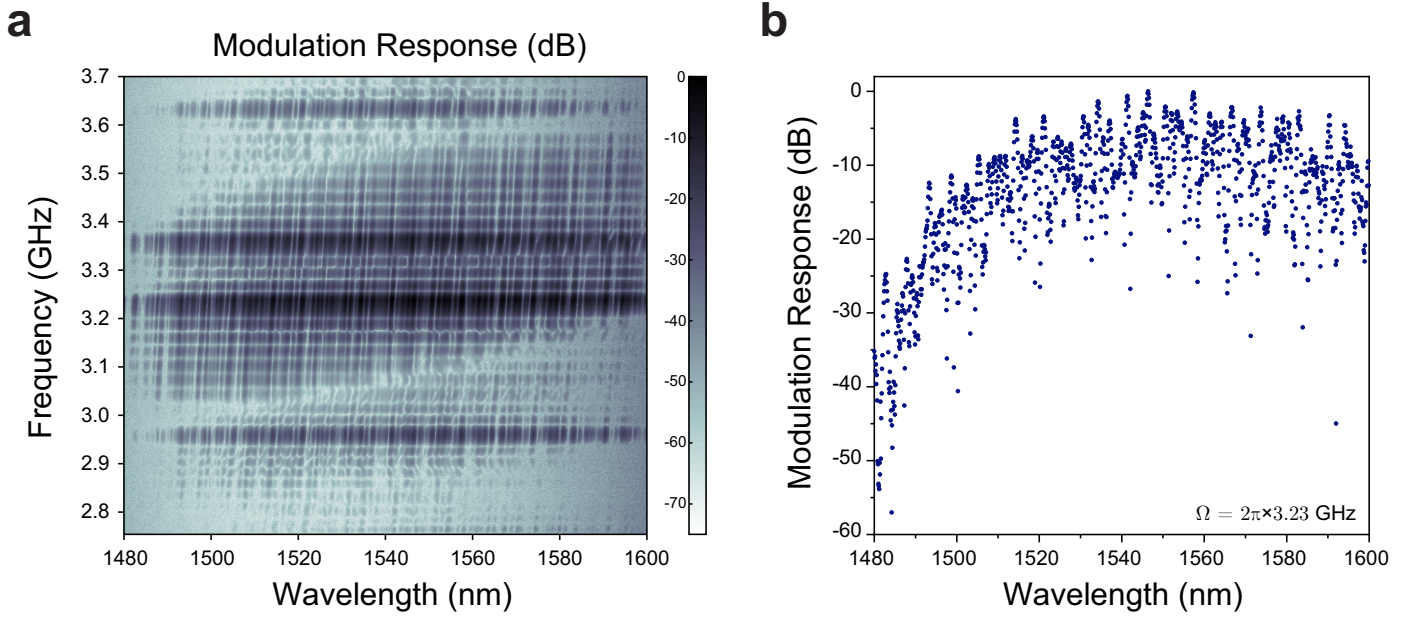 a
Modulation Response (dB)
3.7
3.6
3.5
3.4
3.3
3.2
3.1
3.0
2.9
2.8
Frequency (GHz)
1480 1500 1520 1540 1560 1580 1600
Wavelength (nm)
0
-10
-20
-30
-40
-50
-60
-70
b
0
-10
-20
-30
-40
-50
-60
Modulation Response (dB)
Ω = 2π×3.23 GHz
1480 1500 1520 1540 1560 1580 1600
Wavelength (nm)